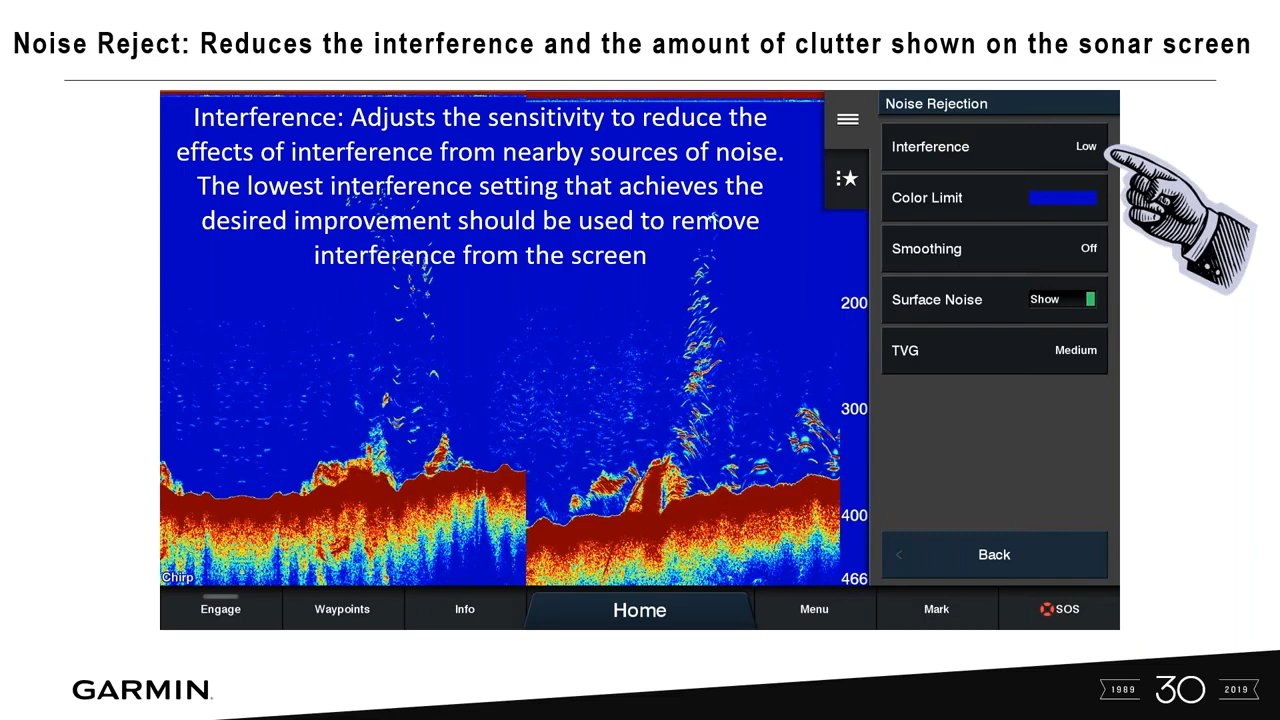 Noise Reject: Reduces the interference and the amount of clutter shown on the sonar screen
Interference: Adjusts the sensitivity to reduce the
effects of interference from nearby sources of noise.
The lowest interference setting that achieves the
desired improvement should be used to remove
interference from the screen
200
300
400
466
Chirp
Noise Rejection
Interference Low
Color Limit
Smoothing Off
Surface Noise Show
TVG Medium
Back
Engage Waypoints Info Home Menu Mark SOS
GARMIN
1989 30 2019